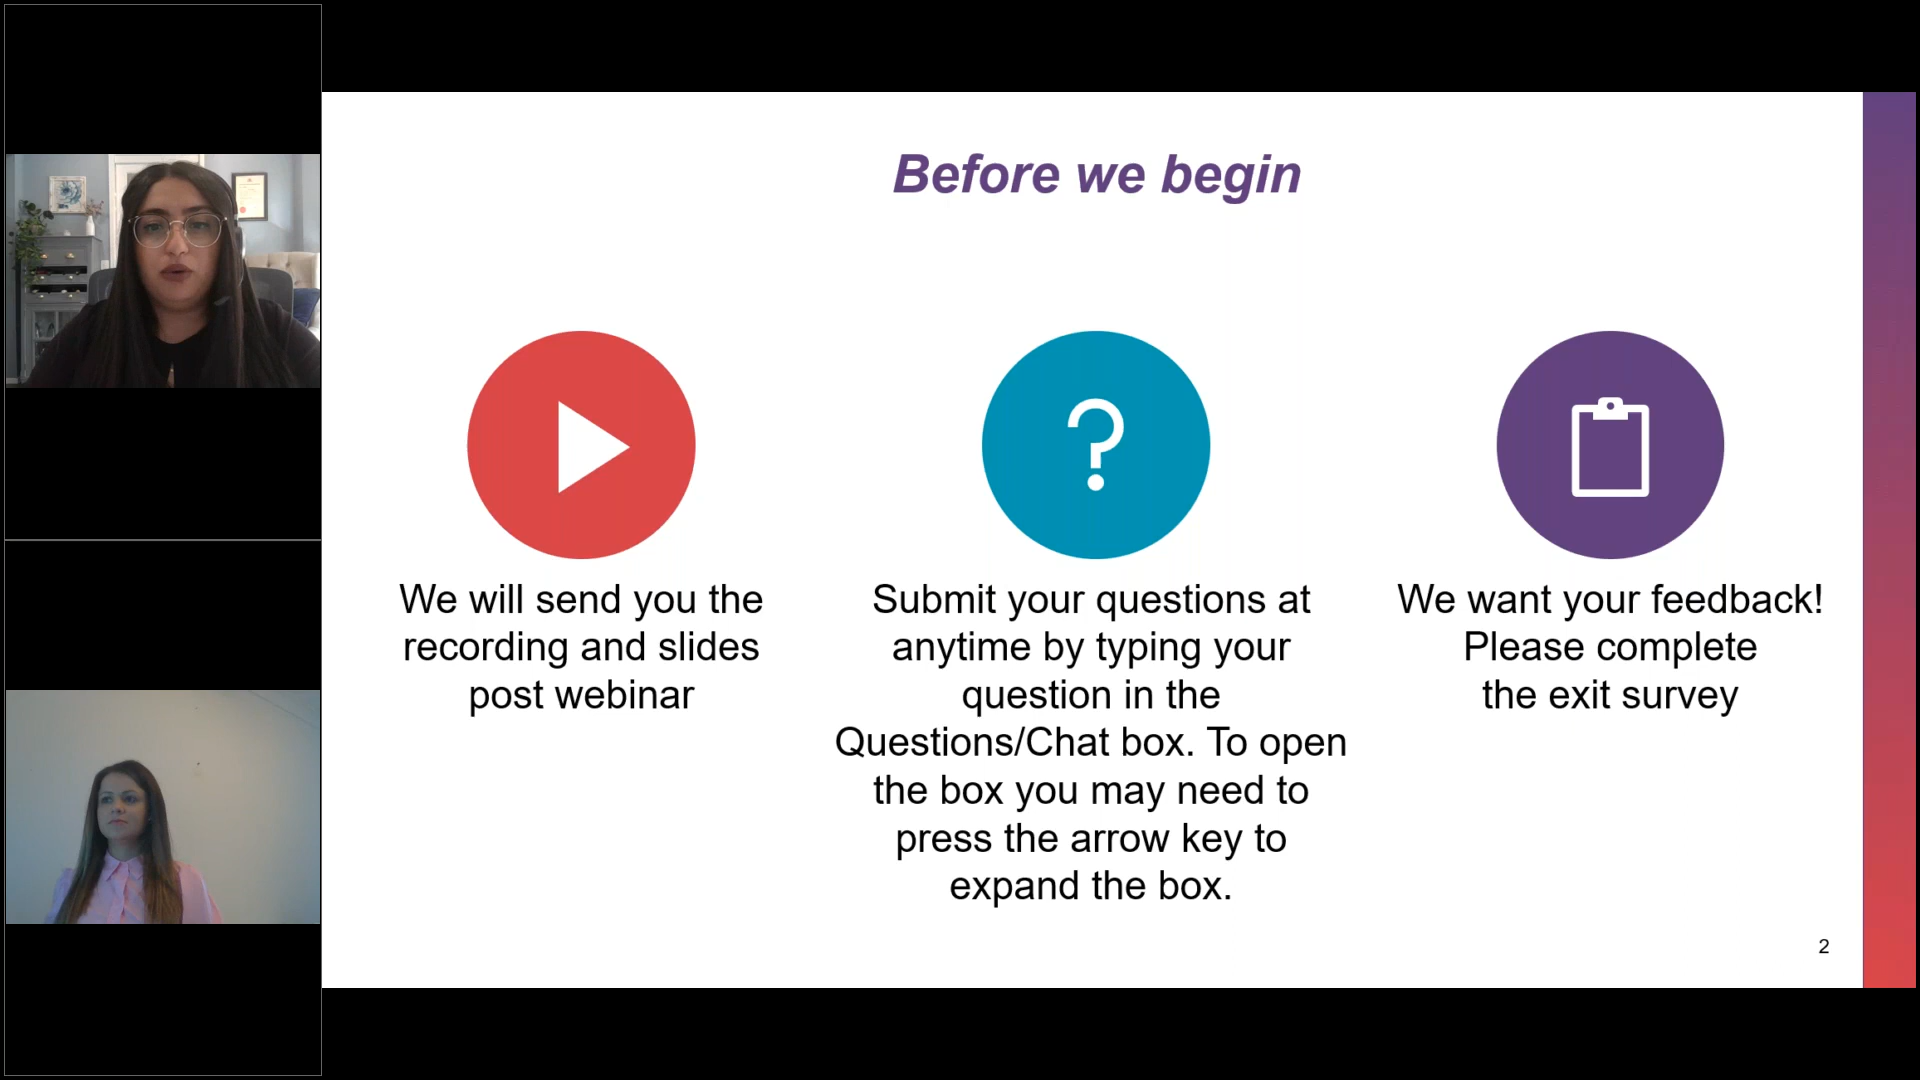 Before we begin
We will send you the
recording and slides
post webinar
Submit your questions at
anytime by typing your
question in the
Questions/Chat box. To open
the box you may need to
press the arrow key to
expand the box.
We want your feedback!
Please complete
the exit survey
2